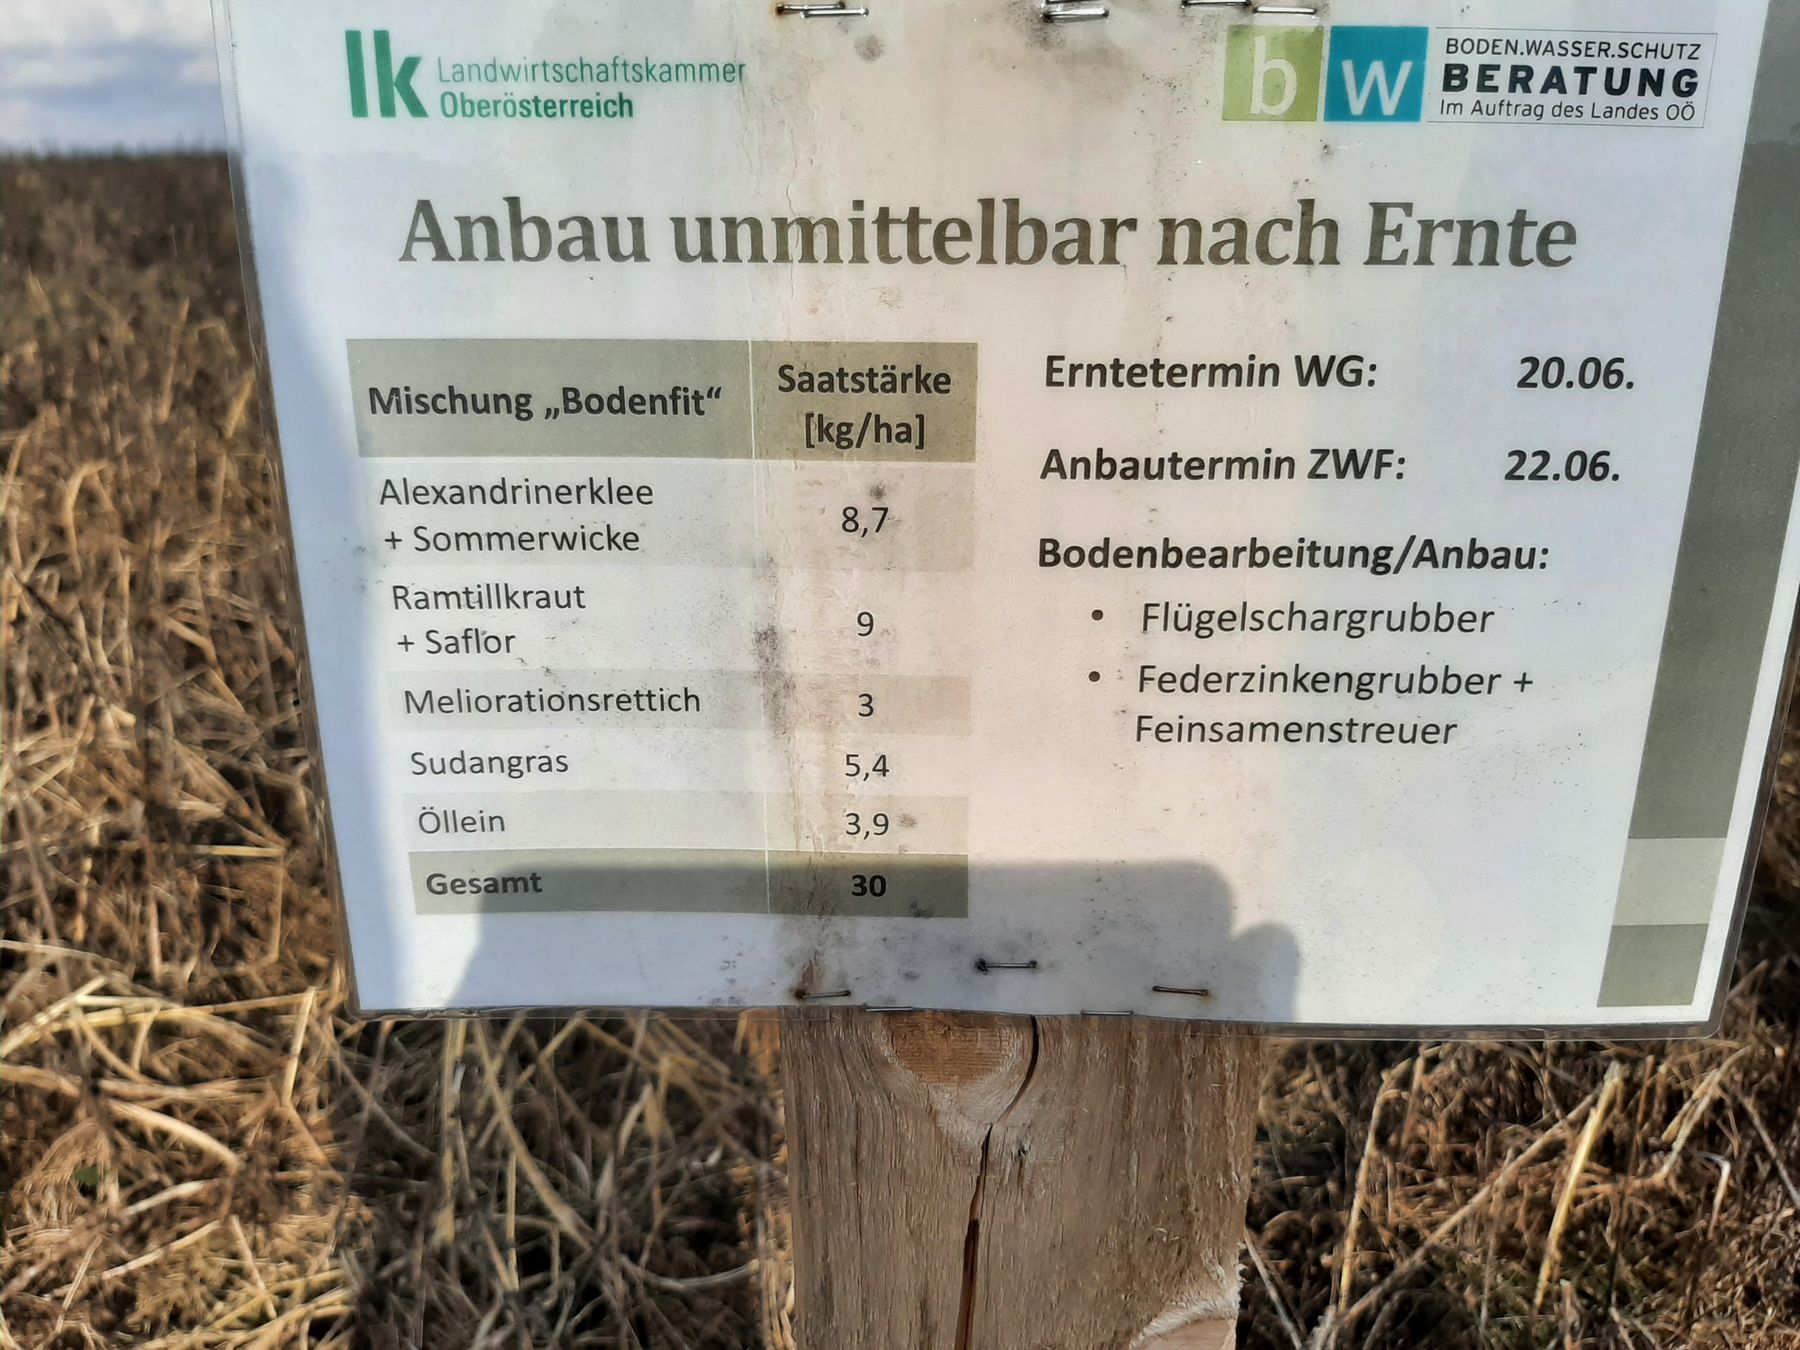 lk Landwirtschaftskammer
Oberösterreich
bw
BODEN.WASSER.SCHUTZ
BERATUNG
Im Auftrag des Landes OÖ
Anbau unmittelbar nach Ernte
Mischung „Bodenfit“
Saatstärke
[kg/ha]
Alexandrinerklee
+ Sommerwicke
8,7
Ramtillkraut
+ Saflor
9
Meliorationsrettich 3
Sudangras 5,4
Öllein 3,9
Gesamt 30
Erntetermin WG: 20.06.
Anbautermin ZWF: 22.06.
Bodenbearbeitung/Anbau:
• Flügelschargrubber
• Federzinkengrubber +
Feinsamenstreuer